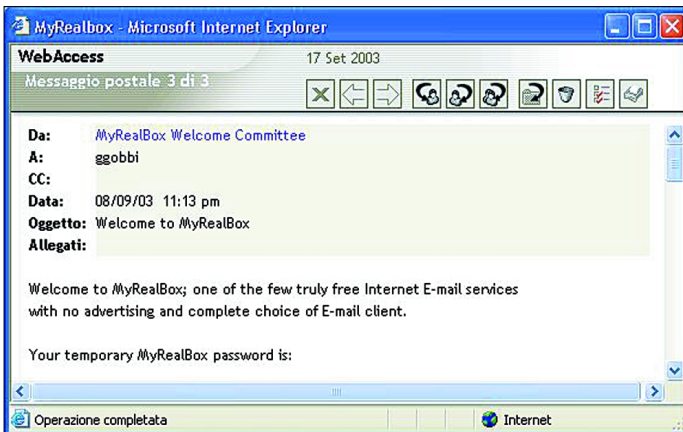 MyRealbox - Microsoft Internet Explorer
WebAccess
17 Set 2003
Messaggio postale 3 di 3
Da: MyRealBox Welcome Committee
A: ggobbi
CC:
Data: 08/09/03 11:13 pm
Oggetto: Welcome to MyRealBox
Allegati:
Welcome to MyRealBox; one of the few truly free Internet E-mail services
with no advertising and complete choice of E-mail client.
Your temporary MyRealBox password is:
Operazione completata
Internet